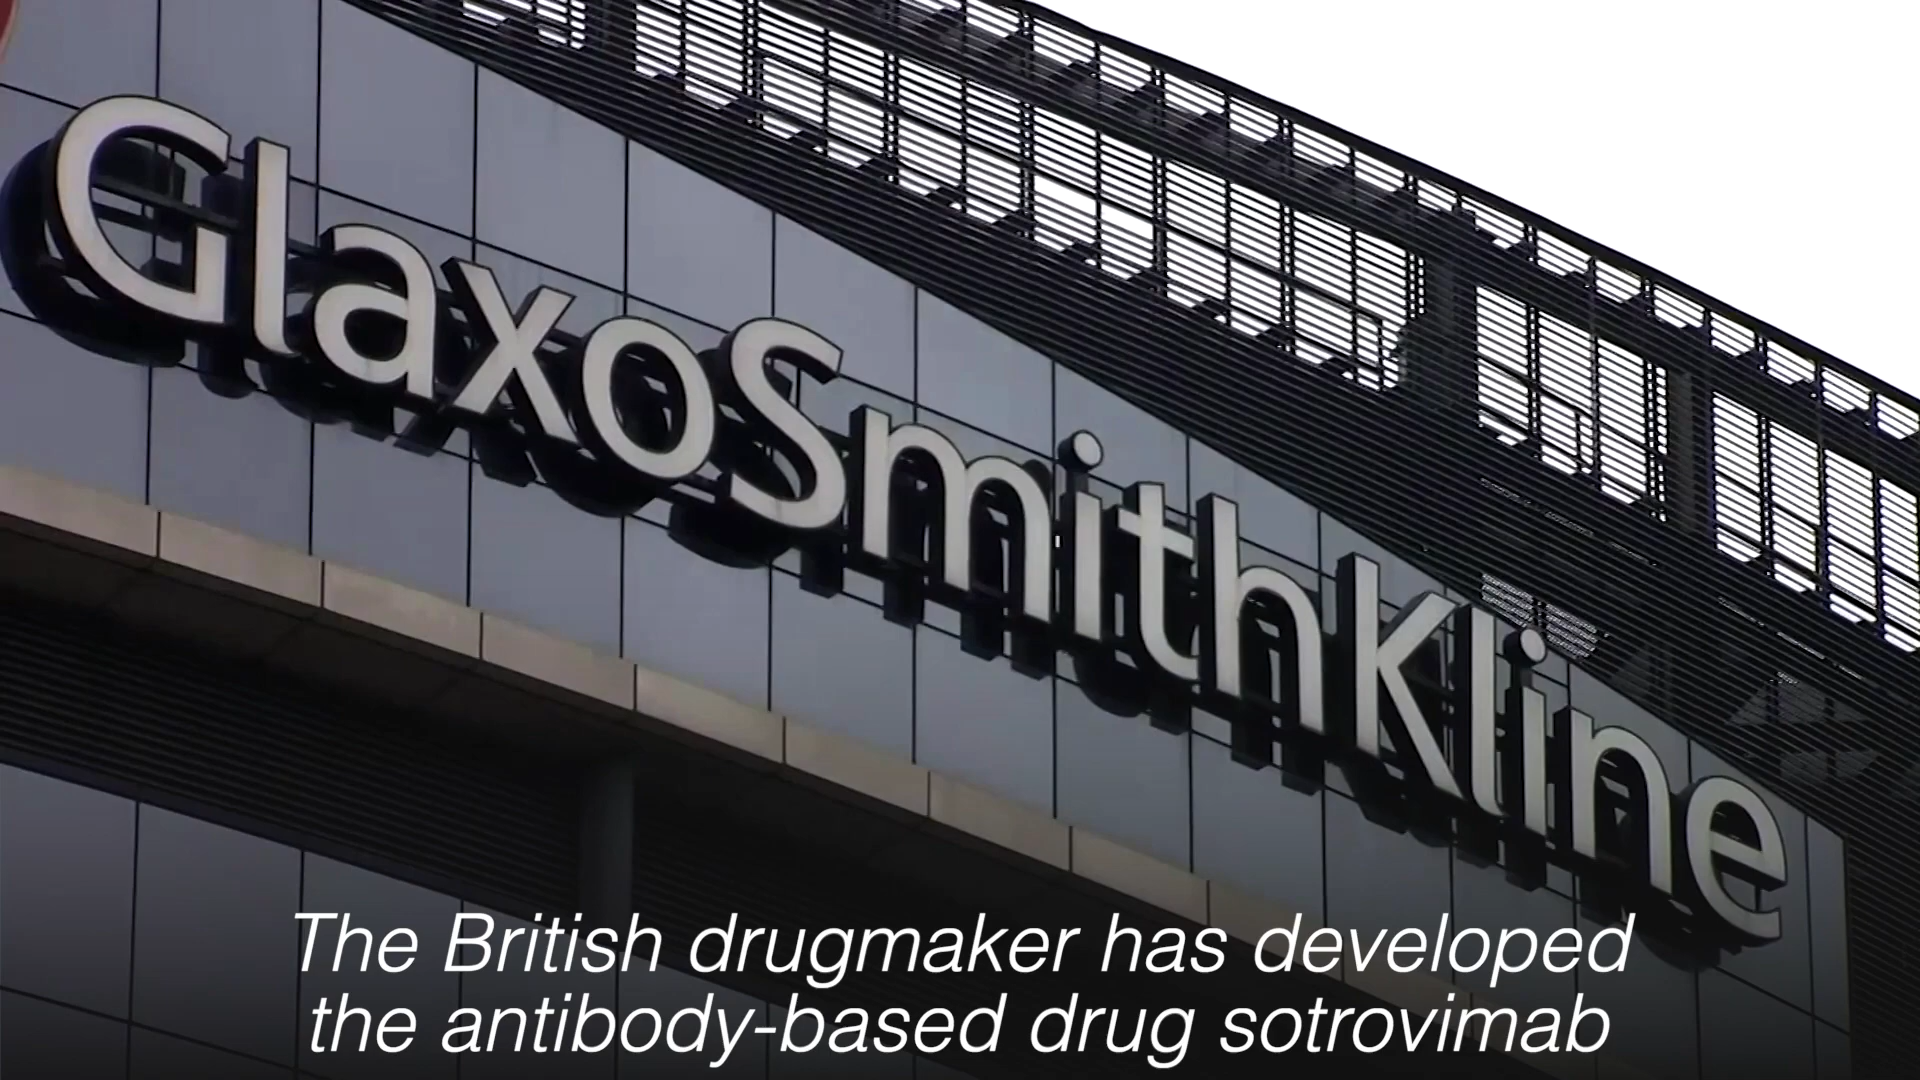 GlaxoSmithKline
The British drugmaker has developed
the antibody-based drug sotrovimab